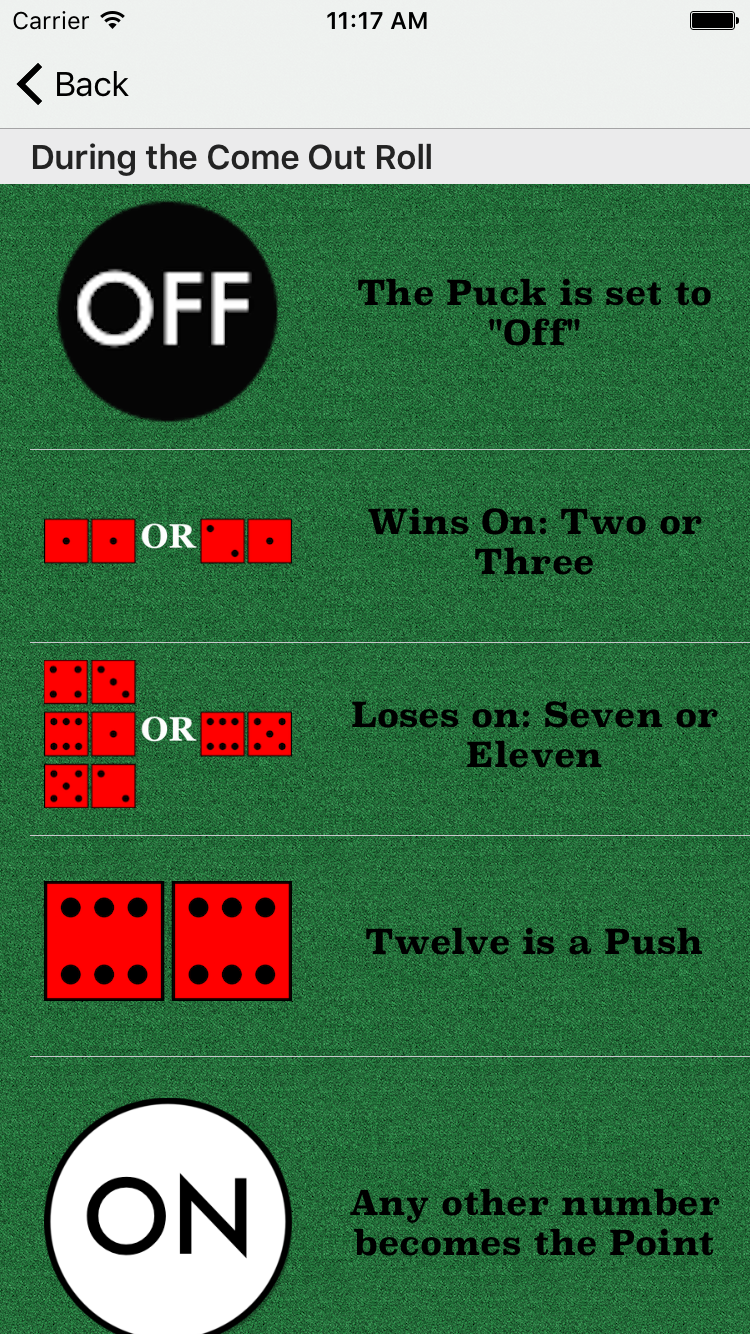 Carrier
11:17 AM
Back
During the Come Out Roll
OFF
The Puck is set to
"Off"
OR
Wins On: Two or
Three
OR
Loses on: Seven or
Eleven
Twelve is a Push
ON
Any other number
becomes the Point